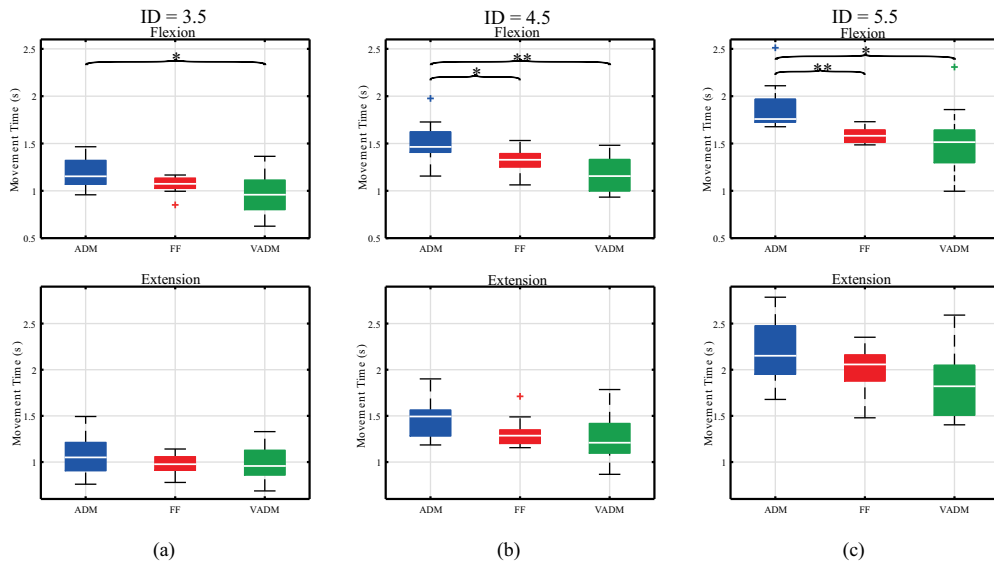 ID = 3.5
Flexion
*
Movement Time (s)
2.5
2
1.5
1
0.5
ADM FF VADM
Extension
Movement Time (s)
2.5
2
1.5
1
ADM FF VADM
(a)
ID = 4.5
Flexion
**
*
Movement Time (s)
2.5
2
1.5
1
0.5
ADM FF VADM
Extension
Movement Time (s)
2.5
2
1.5
1
ADM FF VADM
(b)
ID = 5.5
Flexion
*
**
Movement Time (s)
2.5
2
1.5
1
0.5
ADM FF VADM
Extension
Movement Time (s)
2.5
2
1.5
1
ADM FF VADM
(c)